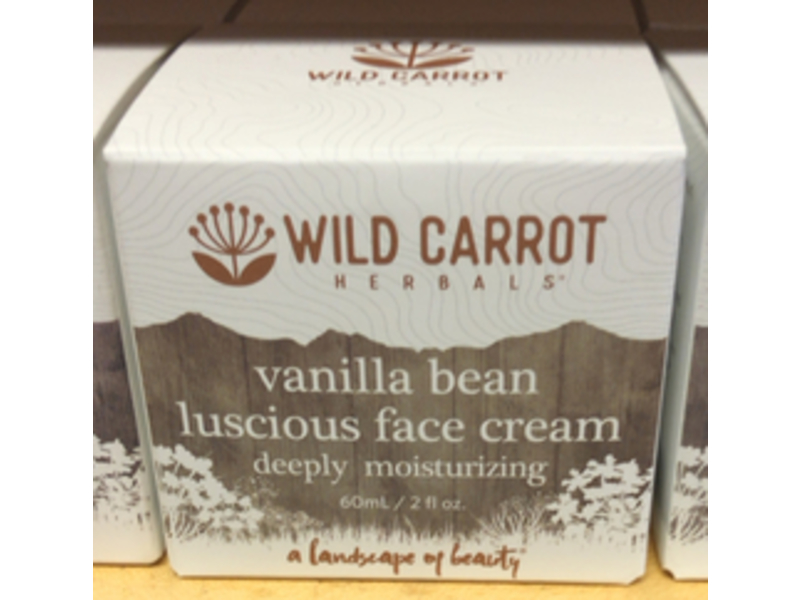 WILD CARROT
HERBALS
WILD CARROT
HERBALS
vanilla bean
luscious face cream
deeply moisturizing
60mL / 2 fl oz.
a landscape of beauty